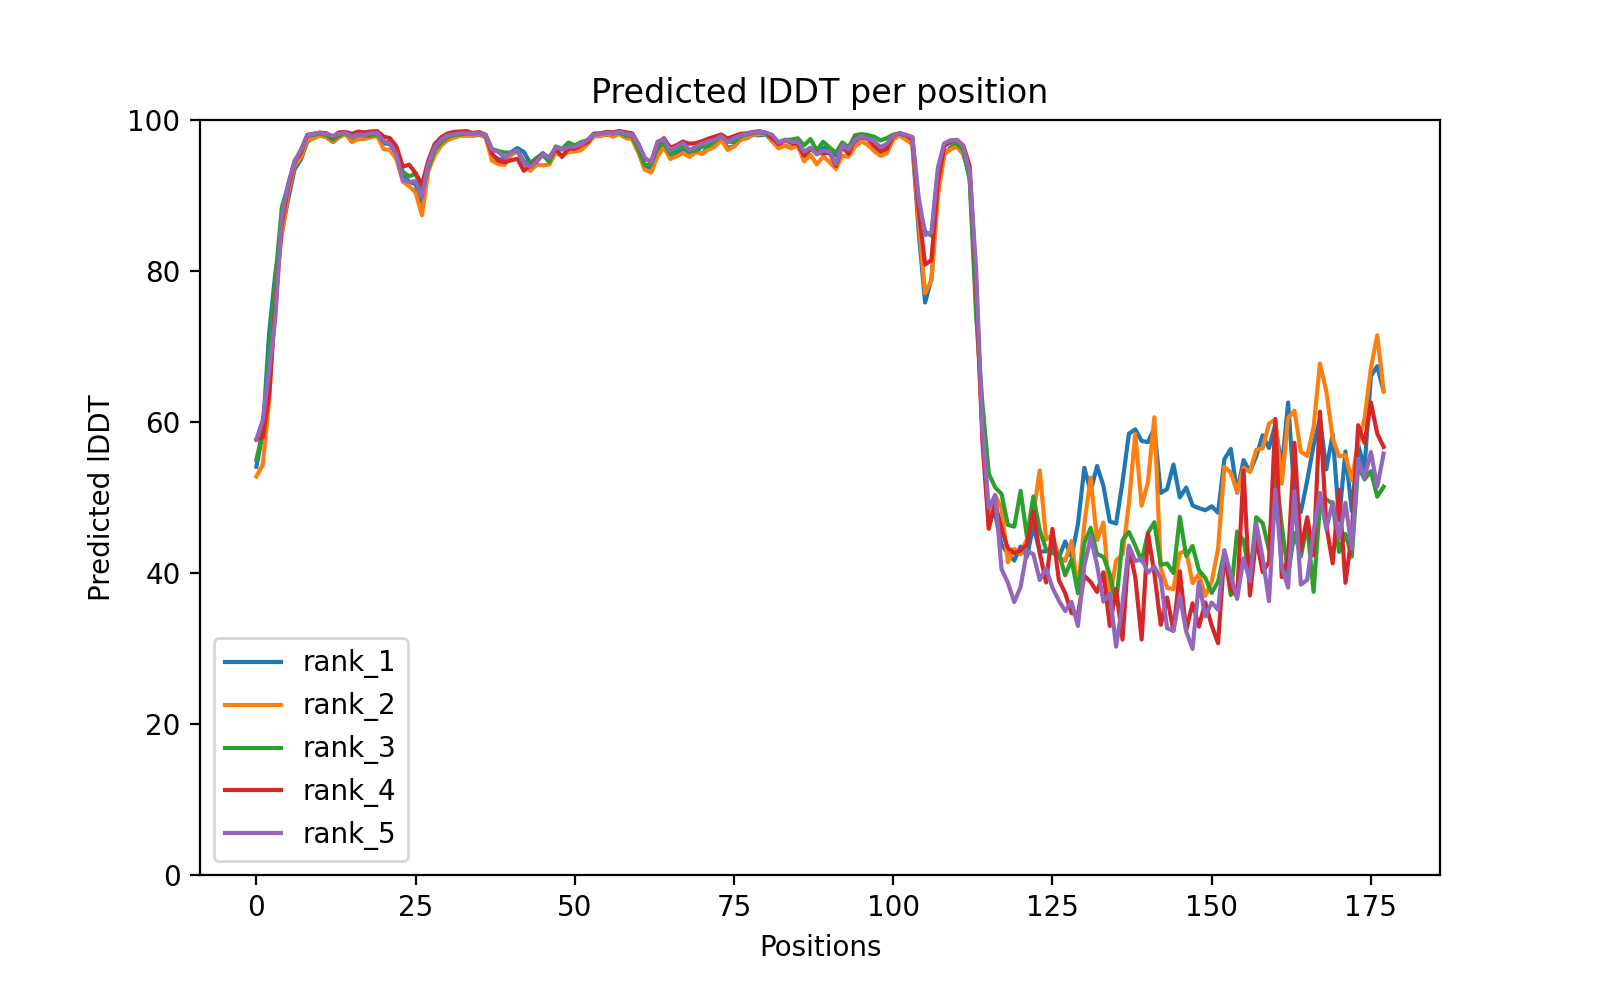 Predicted lDDT per position
100
80
60
40
20
0
Predicted lDDT
rank_1
rank_2
rank_3
rank_4
rank_5
0 25 50 75 100 125 150 175
Positions